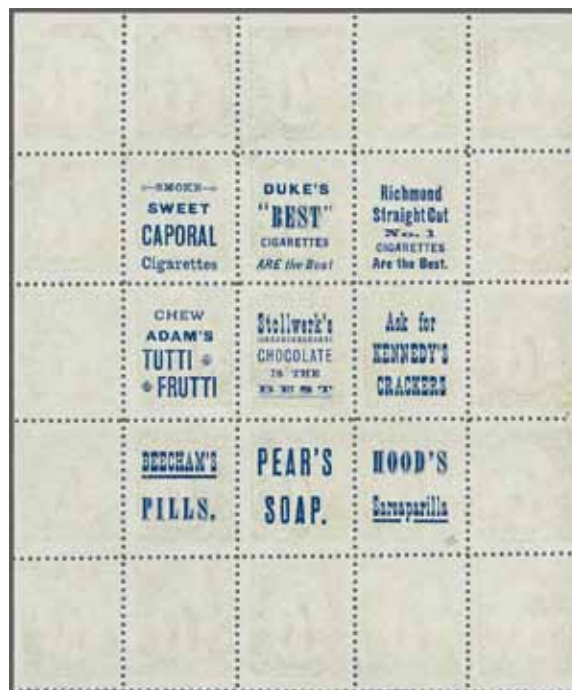 SMOKE
SWEET
CAPORAL
Cigarettes
DUKE'S
"BEST"
CIGARETTES
ARE the Best
Richmond
Straight Cut
No. 1
CIGARETTES
Are the Best.
CHEW
ADAM'S
TUTTI
FRUTTI
Stollwerk's
CHOCOLATE
IS THE
BEST
Ask for
KENNEDY'S
CRACKERS
BEECHAM'S
PILLS.
PEAR'S
SOAP.
HOOD'S
Sarsaparilla